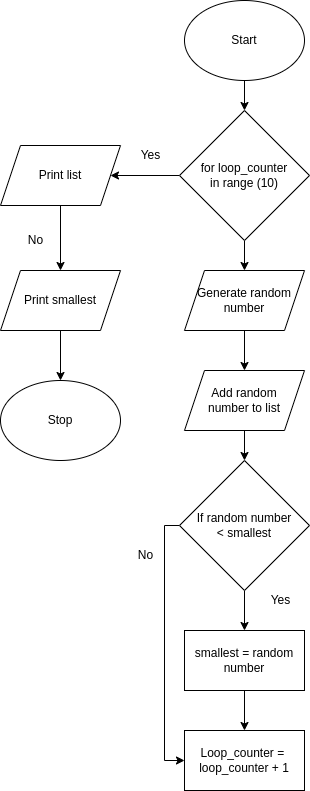 Start
for loop_counter
in range (10)
Yes
Print list
No
Print smallest
Stop
Generate random
number
Add random
number to list
If random number
< smallest
No
Yes
smallest = random
number
Loop_counter =
loop_counter + 1